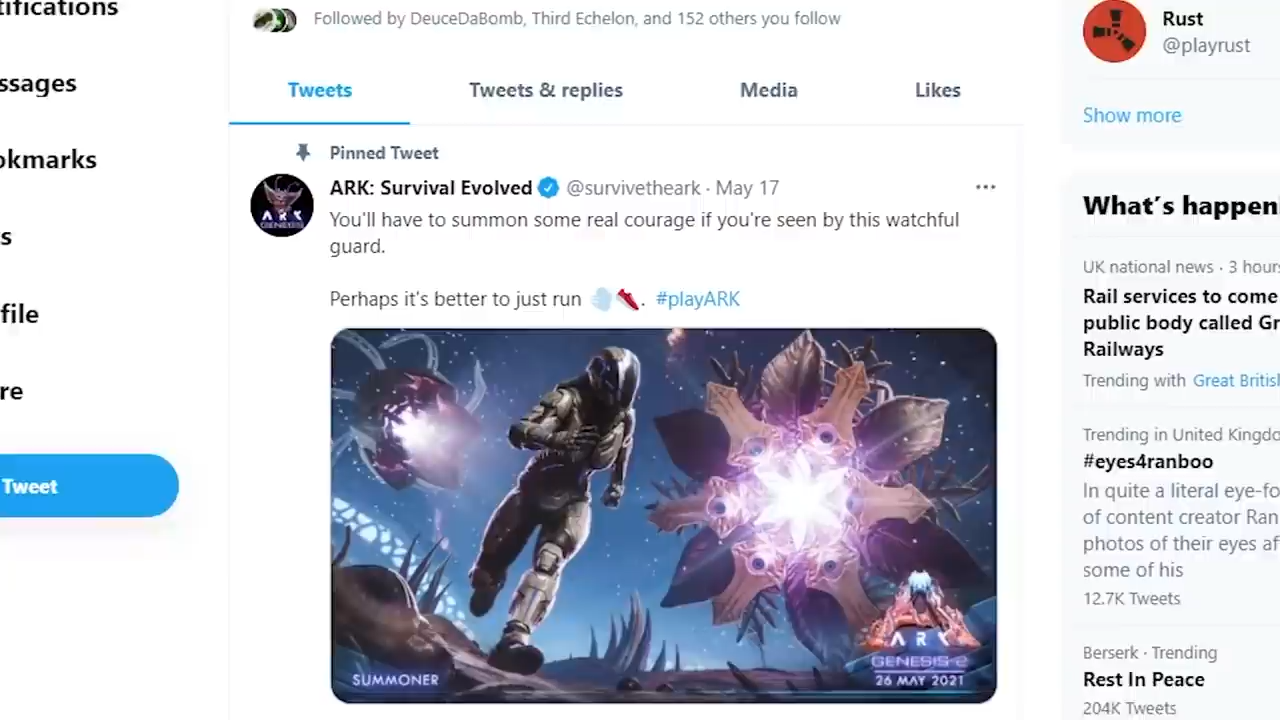 tifications
ssages
okmarks
s
file
re
Tweet
Followed by DeuceDaBomb, Third Echelon, and 152 others you follow
Tweets
Tweets & replies
Media
Likes
Pinned Tweet
ARK: Survival Evolved @survivetheark · May 17
You'll have to summon some real courage if you're seen by this watchful
guard.
Perhaps it's better to just run 💨👟. #playARK
ARK
GENESIS
SUMMONER
ARK
GENESIS 2
26 MAY 2021
Rust
@playrust
Show more
What's happen
UK national news · 3 hours
Rail services to come
public body called Gr
Railways
Trending with Great Britis
Trending in United Kingdo
#eyes4ranboo
In quite a literal eye-fo
of content creator Ran
photos of their eyes af
some of his
12.7K Tweets
Berserk · Trending
Rest In Peace
204K Tweets